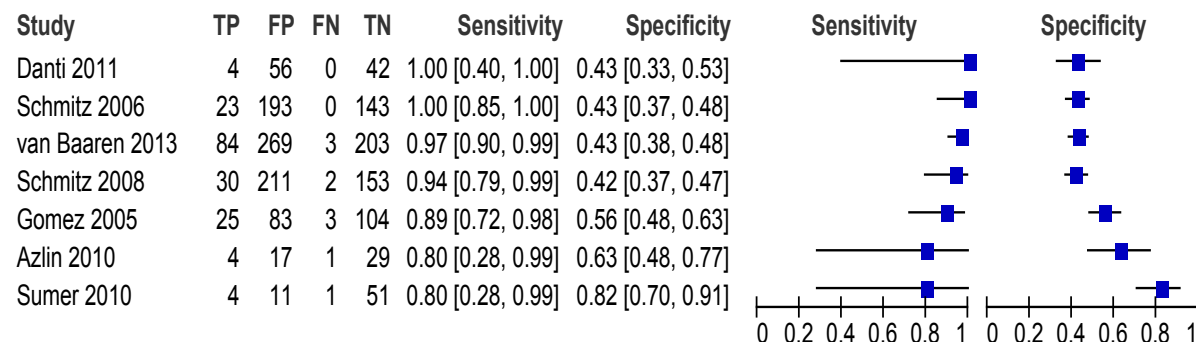 Study TP FP FN TN Sensitivity Specificity Sensitivity Specificity
Danti 2011 4 56 0 42 1.00 [0.40, 1.00] 0.43 [0.33, 0.53]
Schmitz 2006 23 193 0 143 1.00 [0.85, 1.00] 0.43 [0.37, 0.48]
van Baaren 2013 84 269 3 203 0.97 [0.90, 0.99] 0.43 [0.38, 0.48]
Schmitz 2008 30 211 2 153 0.94 [0.79, 0.99] 0.42 [0.37, 0.47]
Gomez 2005 25 83 3 104 0.89 [0.72, 0.98] 0.56 [0.48, 0.63]
Azlin 2010 4 17 1 29 0.80 [0.28, 0.99] 0.63 [0.48, 0.77]
Sumer 2010 4 11 1 51 0.80 [0.28, 0.99] 0.82 [0.70, 0.91]
0 0.2 0.4 0.6 0.8 1 0 0.2 0.4 0.6 0.8 1